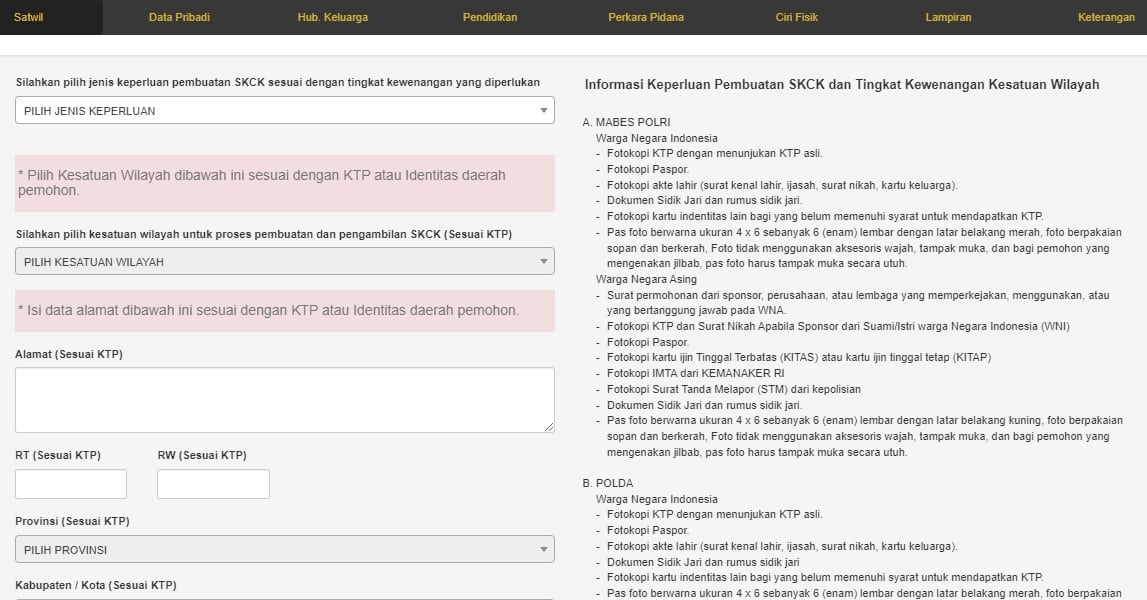 Satwil Data Pribadi Hub. Keluarga Pendidikan Perkara Pidana Ciri Fisik Lampiran Keterangan
Silahkan pilih jenis keperluan pembuatan SKCK sesuai dengan tingkat kewenangan yang diperlukan
PILIH JENIS KEPERLUAN
* Pilih Kesatuan Wilayah dibawah ini sesuai dengan KTP atau Identitas daerah
pemohon.
Silahkan pilih kesatuan wilayah untuk proses pembuatan dan pengambilan SKCK (Sesuai KTP)
PILIH KESATUAN WILAYAH
* Isi data alamat dibawah ini sesuai dengan KTP atau Identitas daerah pemohon.
Alamat (Sesuai KTP)
RT (Sesuai KTP) RW (Sesuai KTP)
Provinsi (Sesuai KTP)
PILIH PROVINSI
Kabupaten / Kota (Sesuai KTP)
Informasi Keperluan Pembuatan SKCK dan Tingkat Kewenangan Kesatuan Wilayah
A. MABES POLRI
Warga Negara Indonesia
- Fotokopi KTP dengan menunjukan KTP asli.
- Fotokopi Paspor.
- Fotokopi akte lahir (surat kenal lahir, ijasah, surat nikah, kartu keluarga).
- Dokumen Sidik Jari dan rumus sidik jari.
- Fotokopi kartu indentitas lain bagi yang belum memenuhi syarat untuk mendapatkan KTP.
- Pas foto berwarna ukuran 4 x 6 sebanyak 6 (enam) lembar dengan latar belakang merah, foto berpakaian
sopan dan berkerah, Foto tidak menggunakan aksesoris wajah, tampak muka, dan bagi pemohon yang
mengenakan jilbab, pas foto harus tampak muka secara utuh.
Warga Negara Asing
- Surat permohonan dari sponsor, perusahaan, atau lembaga yang memperkejakan, menggunakan, atau
yang bertanggung jawab pada WNA.
- Fotokopi KTP dan Surat Nikah Apabila Sponsor dari Suami/Istri warga Negara Indonesia (WNI)
- Fotokopi Paspor.
- Fotokopi kartu ijin Tinggal Terbatas (KITAS) atau kartu ijin tinggal tetap (KITAP)
- Fotokopi IMTA dari KEMANAKER RI
- Fotokopi Surat Tanda Melapor (STM) dari kepolisian
- Dokumen Sidik Jari dan rumus sidik jari.
- Pas foto berwarna ukuran 4 x 6 sebanyak 6 (enam) lembar dengan latar belakang kuning, foto berpakaian
sopan dan berkerah, Foto tidak menggunakan aksesoris wajah, tampak muka, dan bagi pemohon yang
mengenakan jilbab, pas foto harus tampak muka secara utuh.
B. POLDA
Warga Negara Indonesia
- Fotokopi KTP dengan menunjukan KTP asli.
- Fotokopi Paspor.
- Fotokopi akte lahir (surat kenal lahir, ijasah, surat nikah, kartu keluarga).
- Dokumen Sidik Jari dan rumus sidik jari
- Fotokopi kartu indentitas lain bagi yang belum memenuhi syarat untuk mendapatkan KTP.
- Pas foto berwarna ukuran 4 x 6 sebanyak 6 (enam) lembar dengan latar belakang merah, foto berpakaian